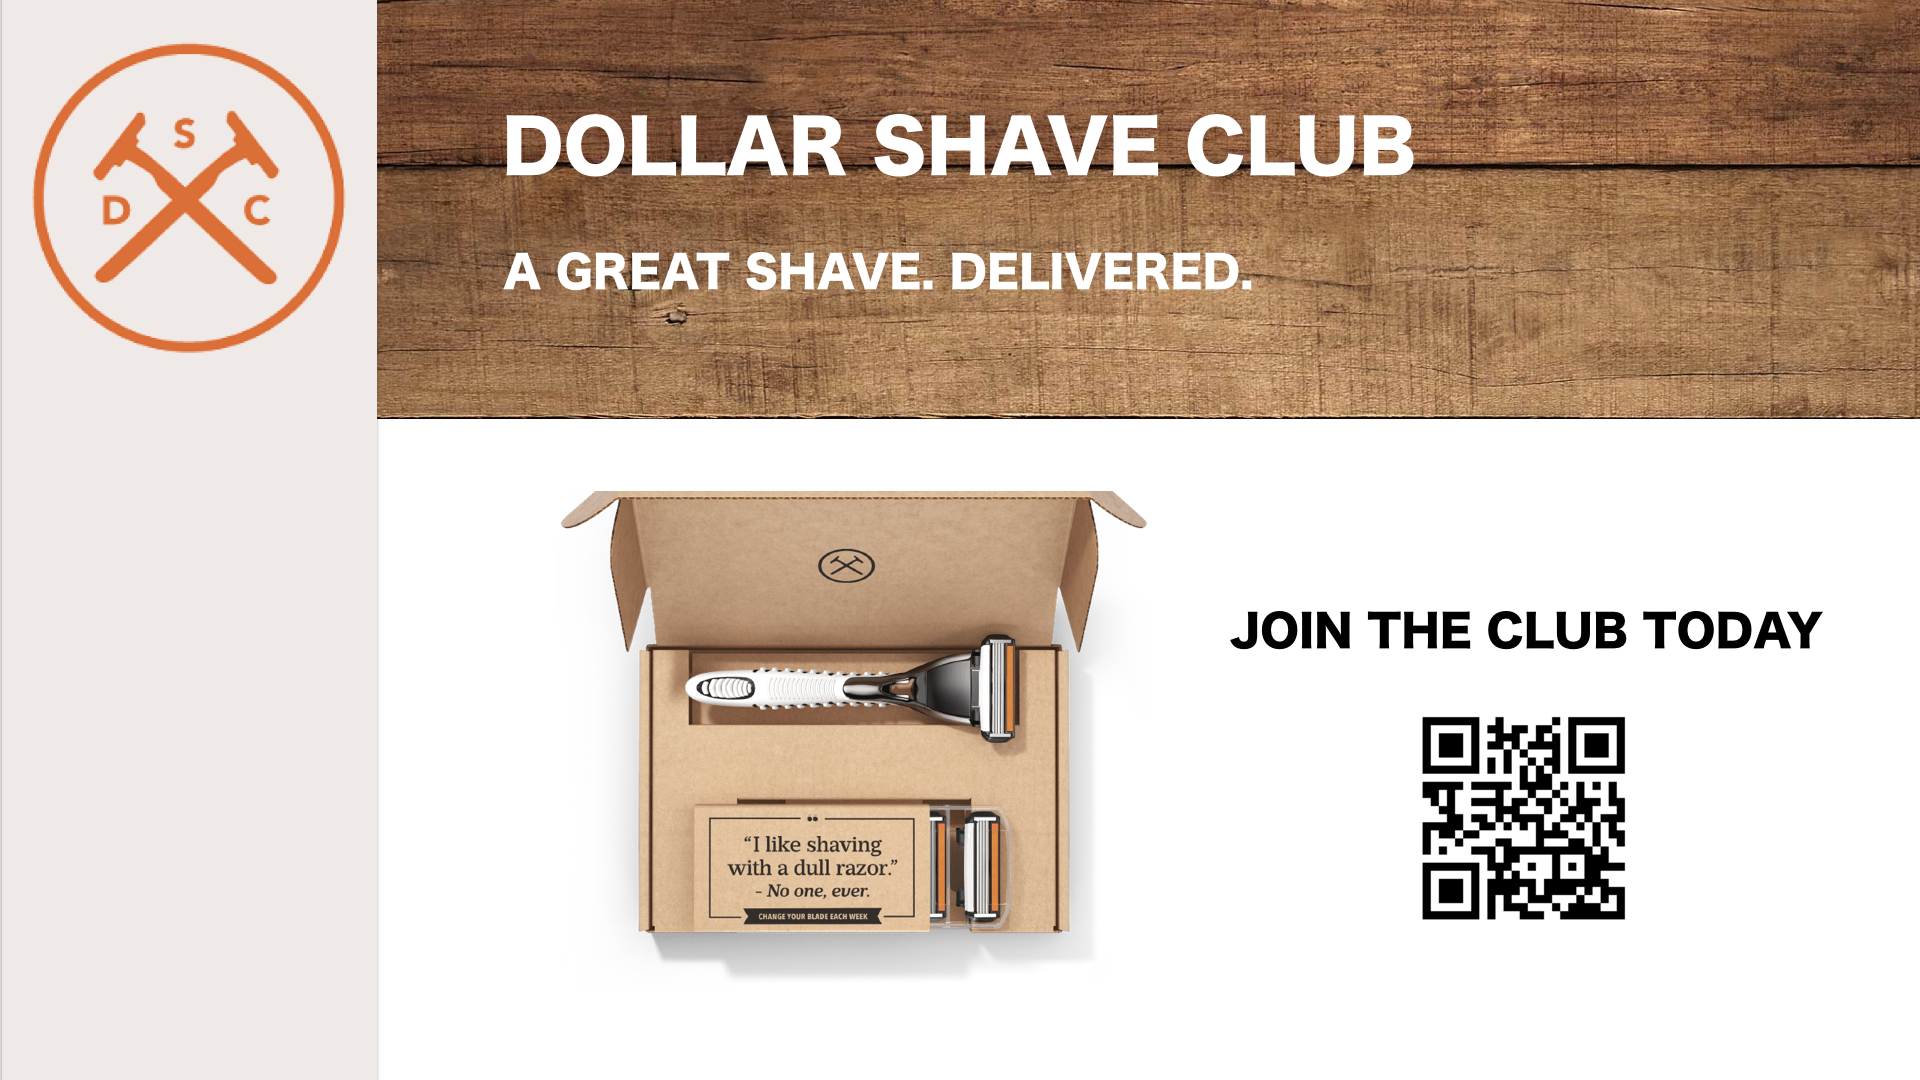 S
D C
DOLLAR SHAVE CLUB
A GREAT SHAVE. DELIVERED.
JOIN THE CLUB TODAY
“I like shaving
with a dull razor.”
- No one, ever.
CHANGE YOUR BLADE EACH WEEK